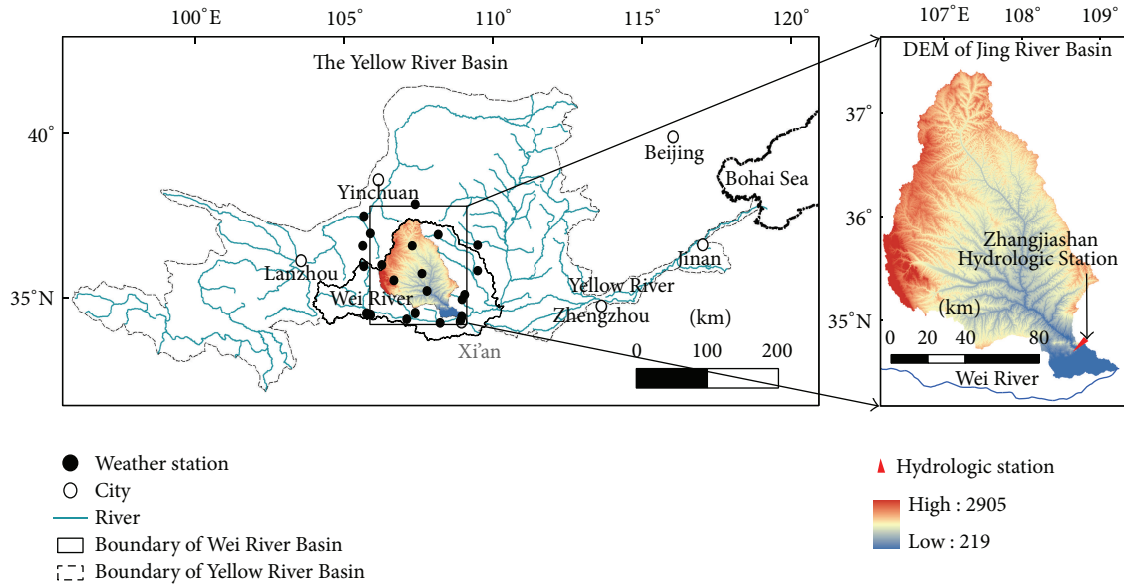 100°E 105° 110° 115° 120°
107°E 108° 109°
The Yellow River Basin
DEM of Jing River Basin
40°
35°N
37°
36°
35°N
Beijing
Bohai Sea
Yinchuan
Lanzhou
Jinan
Wei River
Yellow River
Zhengzhou
Xi'an
(km)
0 100 200
Zhangjiashan
Hydrologic Station
(km)
0 20 40 80
Wei River
Weather station
City
River
Boundary of Wei River Basin
Boundary of Yellow River Basin
Hydrologic station
High : 2905
Low : 219